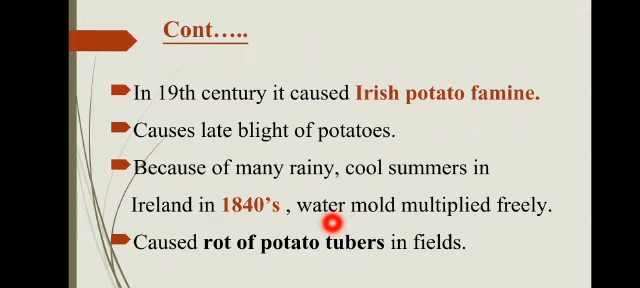 Cont…..
In 19th century it caused Irish potato famine.
Causes late blight of potatoes.
Because of many rainy, cool summers in
Ireland in 1840’s , water mold multiplied freely.
Caused rot of potato tubers in fields.